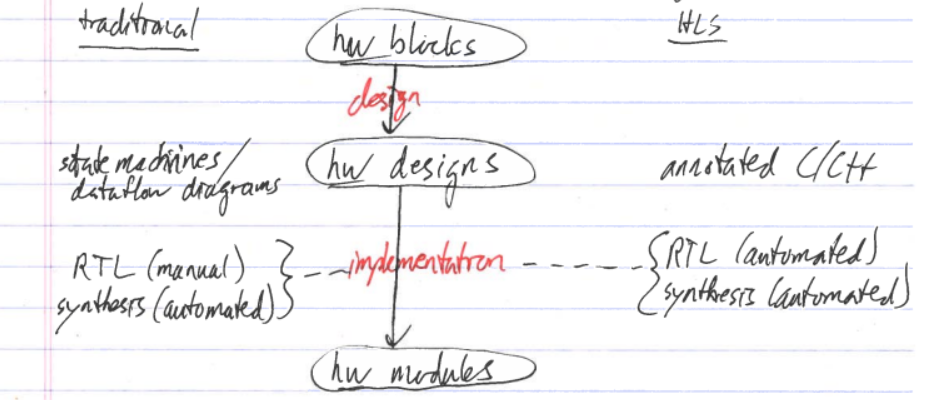 traditional
hw blocks
HLS
design
state machines/
dataflow diagrams
hw designs
annotated C/C++
RTL (manual)
synthesis (automated)
implementation
RTL (automated)
synthesis (automated)
hw modules